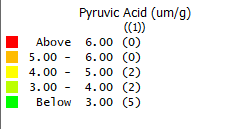 Pyruvic Acid (um/g)
((1))
Above 6.00 (0)
5.00 - 6.00 (0)
4.00 - 5.00 (2)
3.00 - 4.00 (2)
Below 3.00 (5)